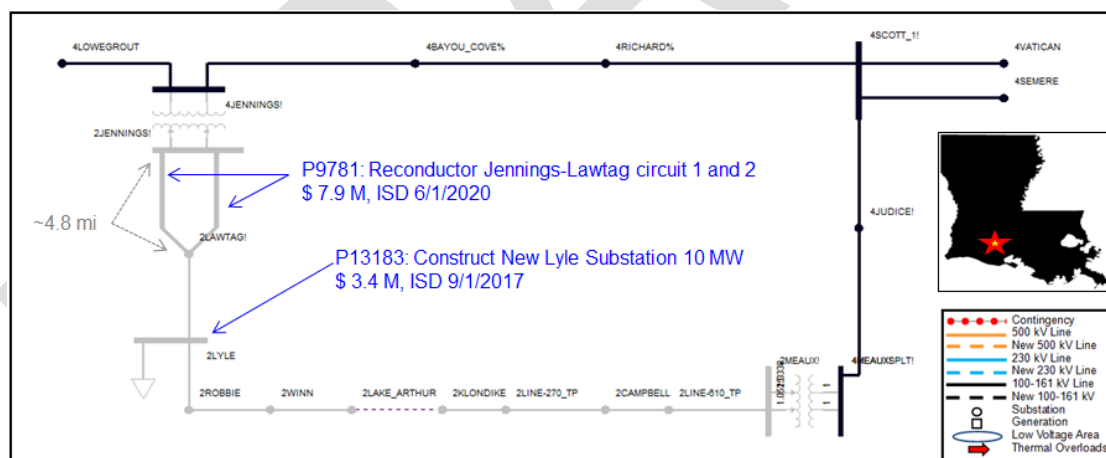 4LOWEGROUT
4BAYOU_COVE%
4RICHARD%
4SCOTT_1!
4VATICAN
4SEMERE
4JENNINGS!
2JENNINGS!
P9781: Reconductor Jennings-Lawtag circuit 1 and 2
$ 7.9 M, ISD 6/1/2020
~4.8 mi
2LAWTAG!
4JUDICE!
P13183: Construct New Lyle Substation 10 MW
$ 3.4 M, ISD 9/1/2017
2LYLE
2MEAUX!
4MEAUXSPLT!
2ROBBIE
2WINN
2LAKE_ARTHUR
2KLONDIKE
2LINE-270_TP
2CAMPBELL
2LINE-610_TP
1
1
Contingency
500 kV Line
New 500 kV Line
230 kV Line
New 230 kV Line
100-161 kV Line
New 100-161 kV
Substation
Generation
Low Voltage Area
Thermal Overloads